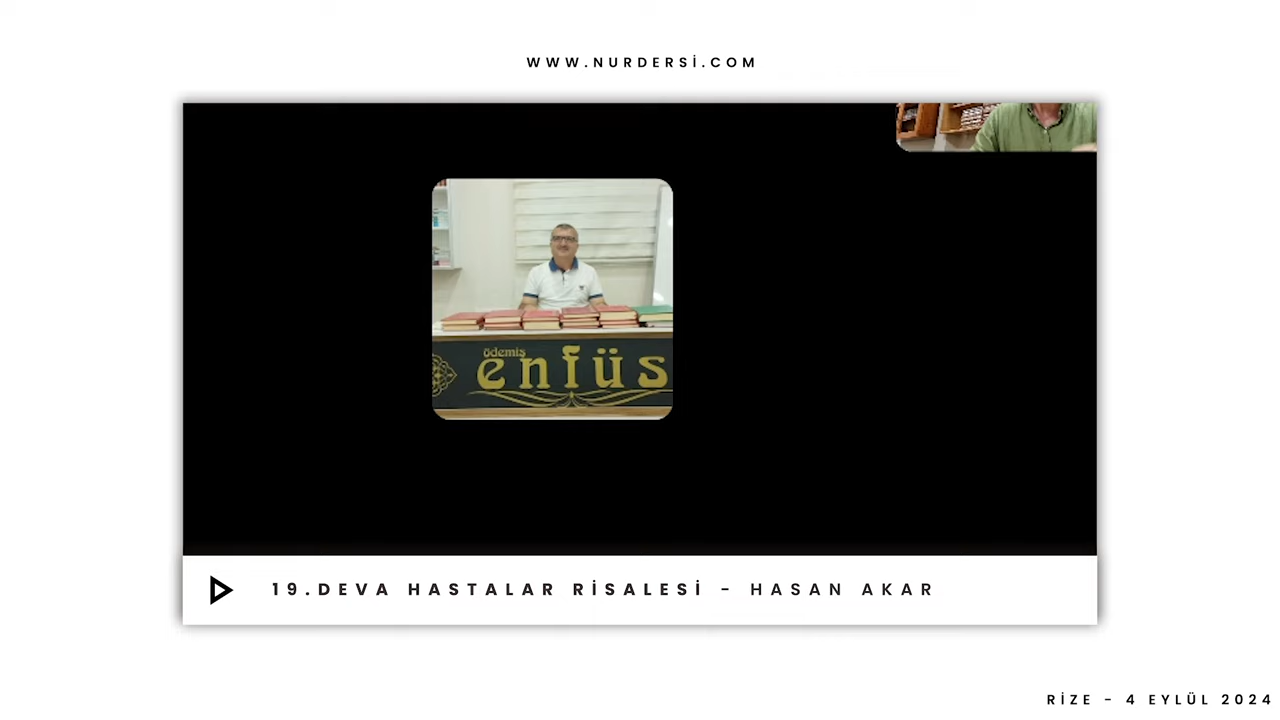 WWW.NURDERSİ.COM
ödemiş
enfüs
19.DEVA HASTALAR RİSALESİ - HASAN AKAR
RİZE - 4 EYLÜL 2024